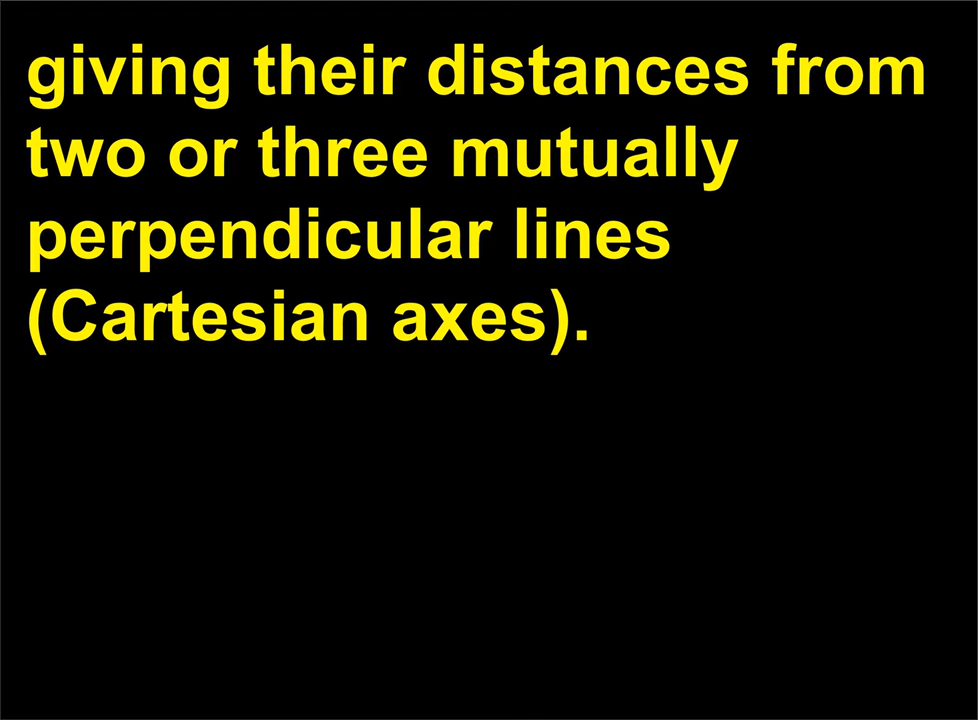 giving their distances from
two or three mutually
perpendicular lines
(Cartesian axes).